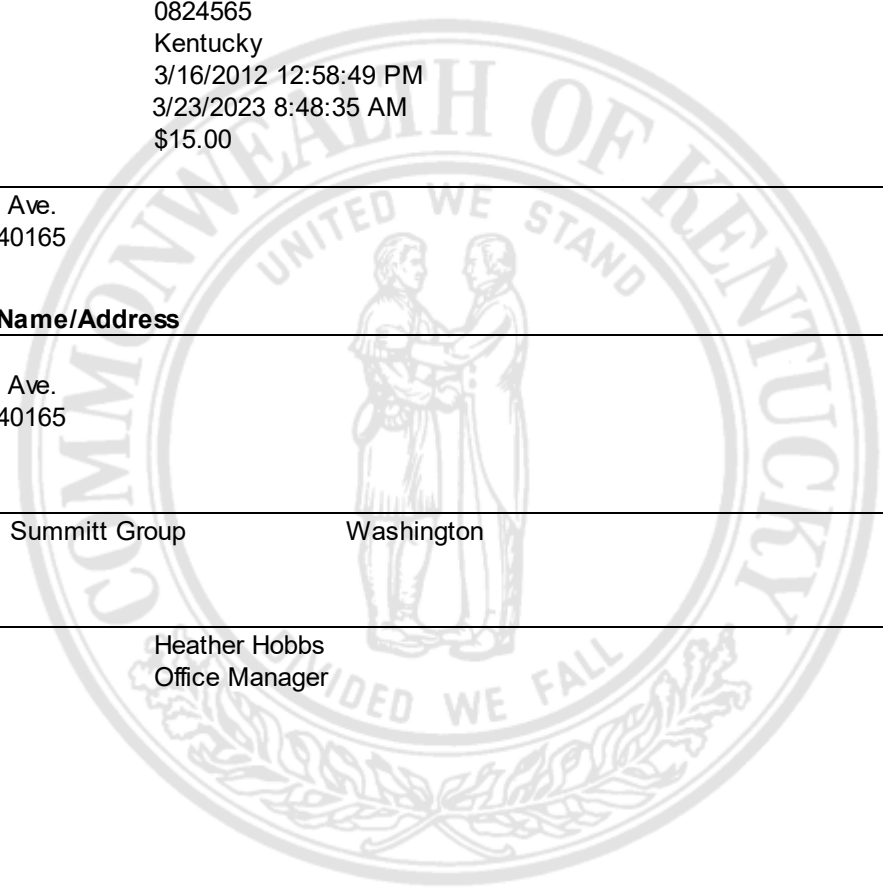 0824565
Kentucky
3/16/2012 12:58:49 PM
3/23/2023 8:48:35 AM
$15.00
Ave.
40165
Name/Address
Ave.
40165
Summitt Group Washington
Heather Hobbs
Office Manager
COMMONWEALTH OF KENTUCKY
UNITED WE STAND
DIVIDED WE FALL